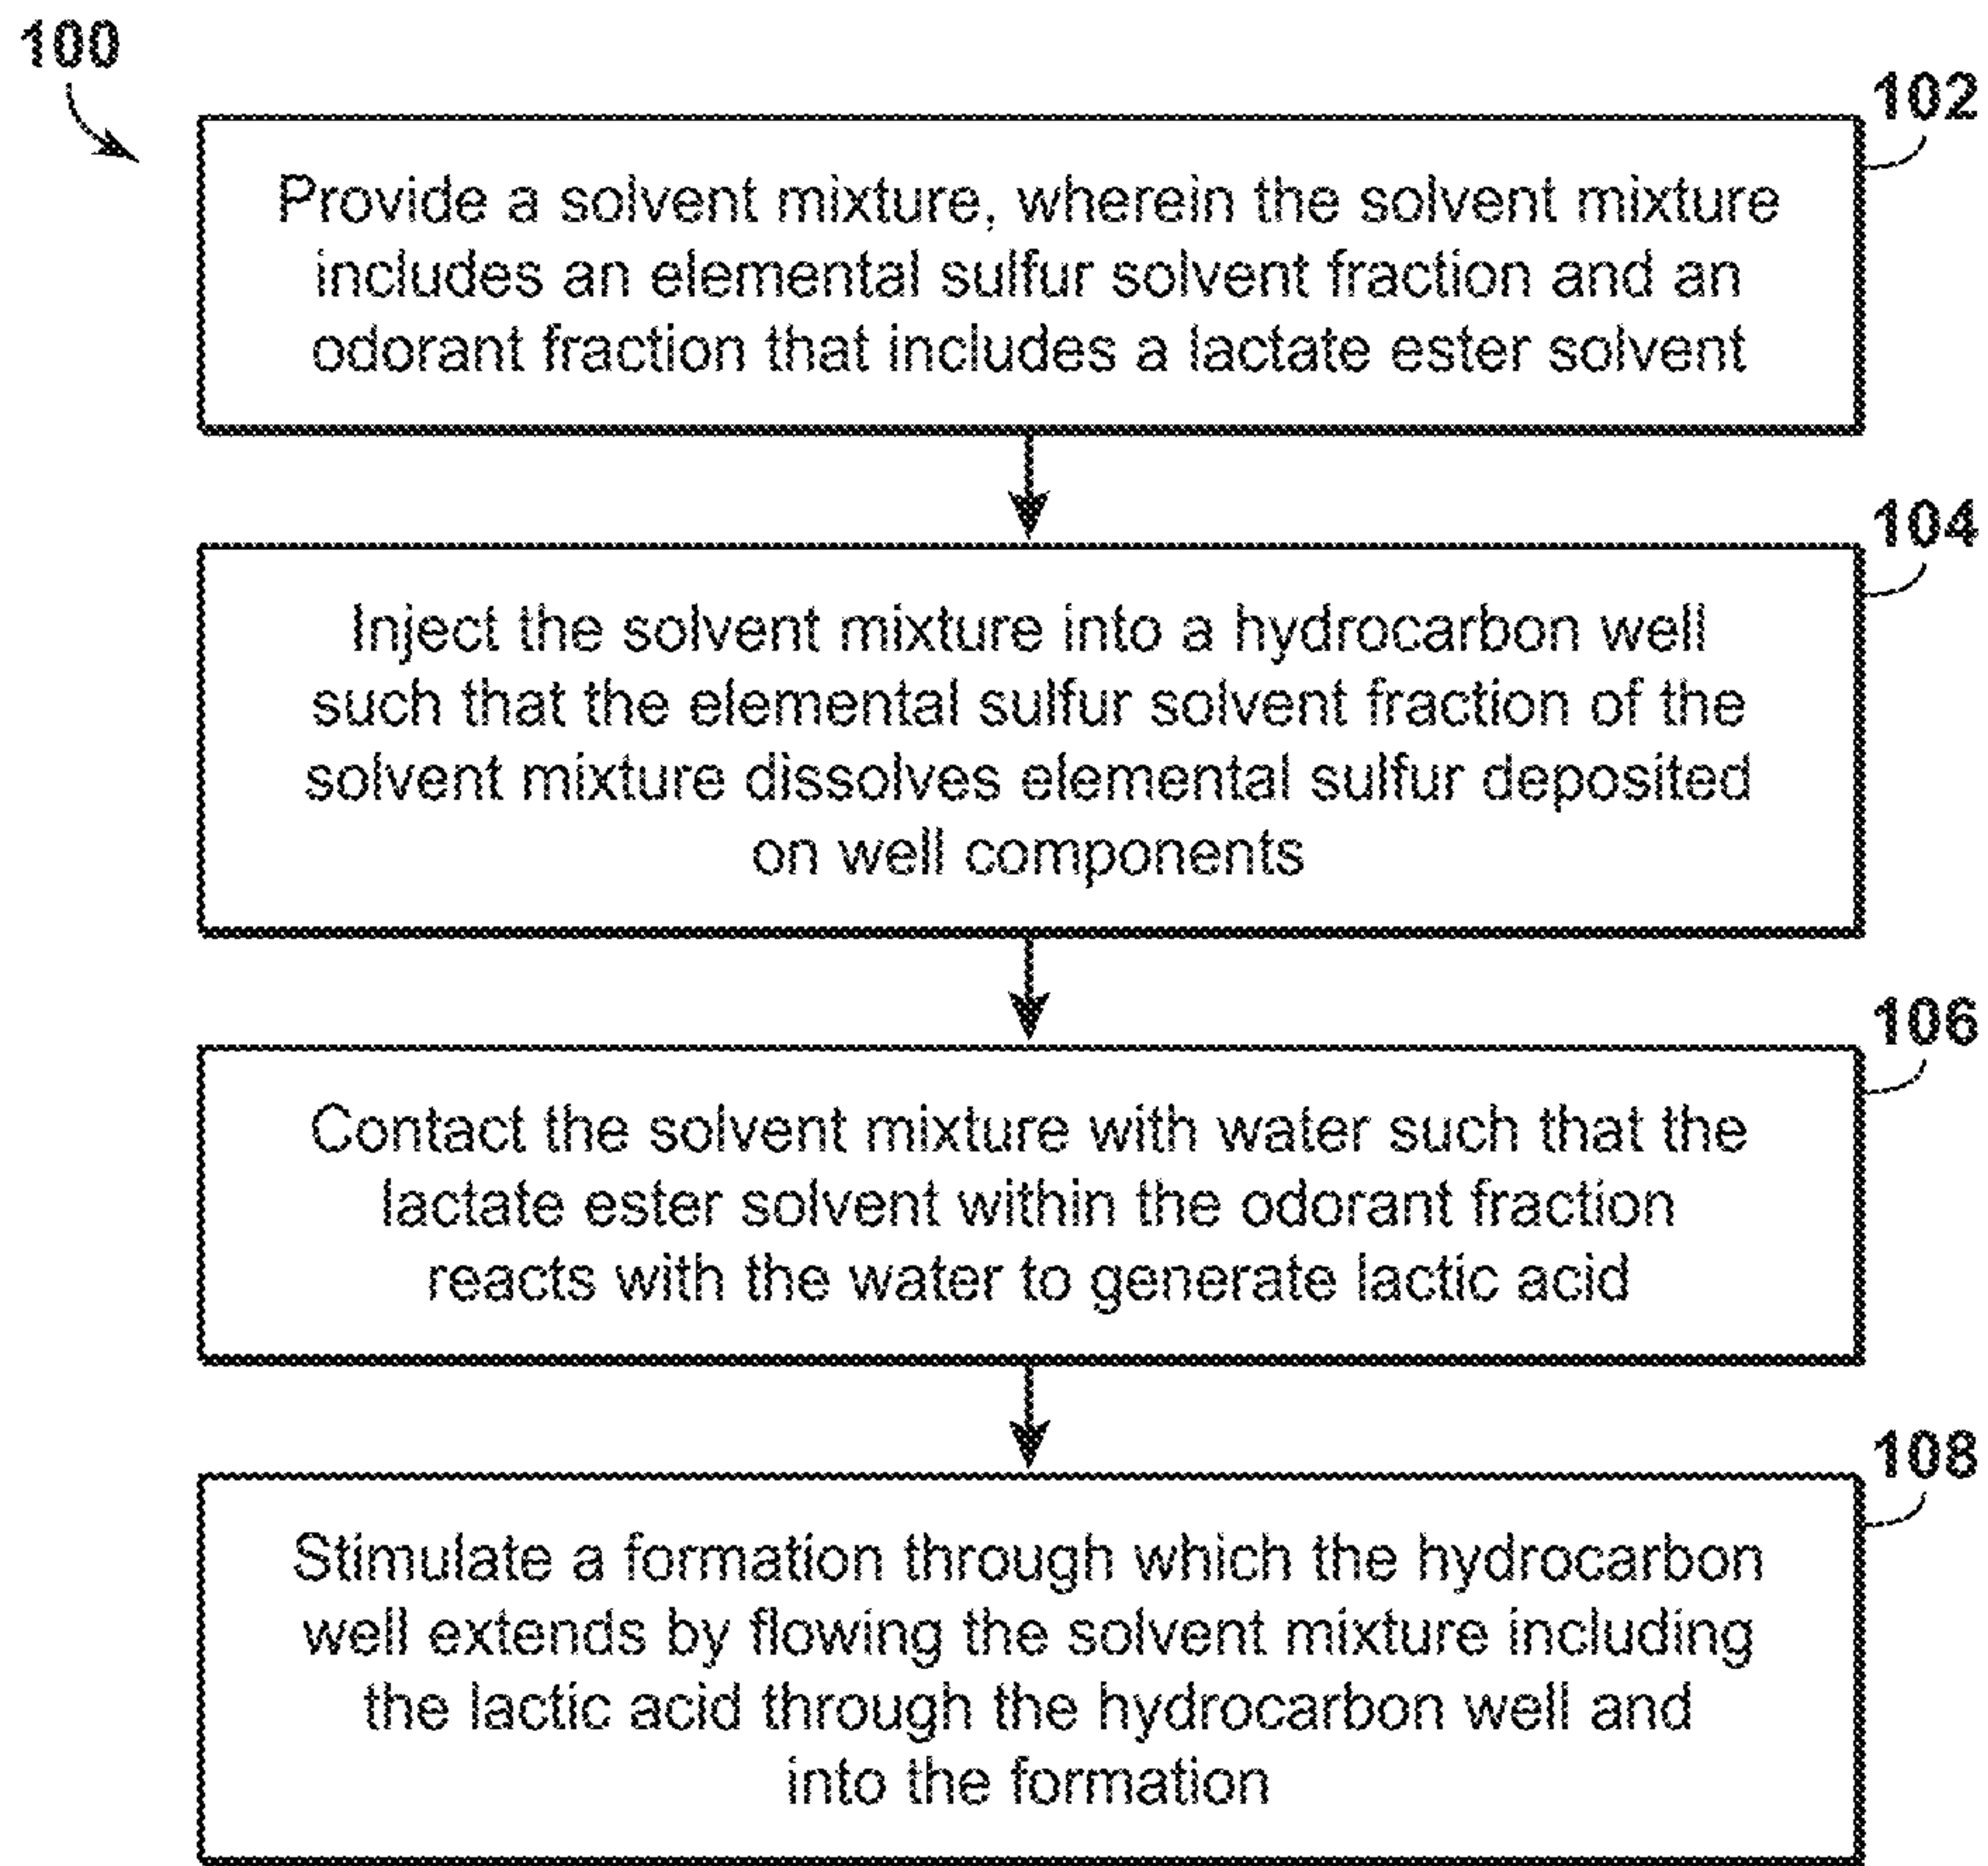 100
102
Provide a solvent mixture, wherein the solvent mixture
includes an elemental sulfur solvent fraction and an
odorant fraction that includes a lactate ester solvent
104
Inject the solvent mixture into a hydrocarbon well
such that the elemental sulfur solvent fraction of the
solvent mixture dissolves elemental sulfur deposited
on well components
106
Contact the solvent mixture with water such that the
lactate ester solvent within the odorant fraction
reacts with the water to generate lactic acid
108
Stimulate a formation through which the hydrocarbon
well extends by flowing the solvent mixture including
the lactic acid through the hydrocarbon well and
into the formation